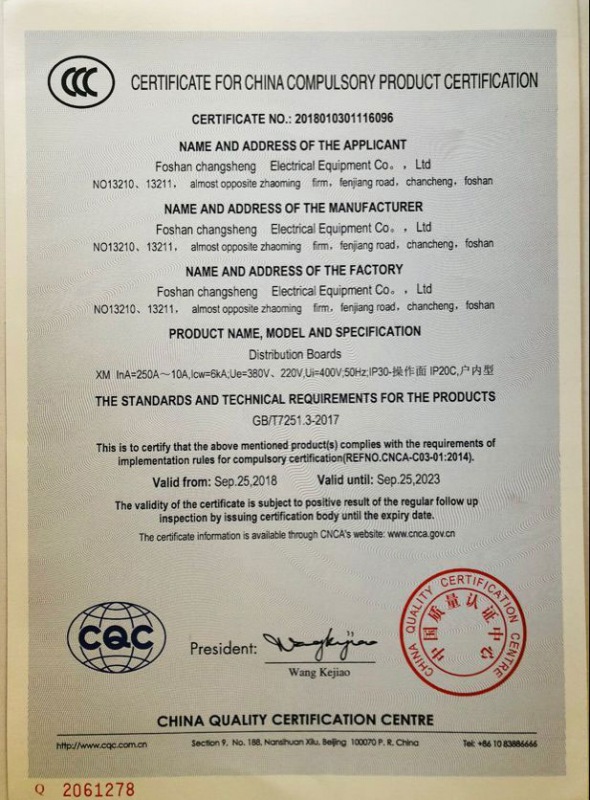 CCC
CERTIFICATE FOR CHINA COMPULSORY PRODUCT CERTIFICATION
CERTIFICATE NO.: 2018010301116096
NAME AND ADDRESS OF THE APPLICANT
Foshan changsheng Electrical Equipment Co。，Ltd
NO13210、13211， almost opposite zhaoming firm，fenjiang road，chancheng，foshan
NAME AND ADDRESS OF THE MANUFACTURER
Foshan changsheng Electrical Equipment Co。，Ltd
NO13210、13211， almost opposite zhaoming firm，fenjiang road，chancheng，foshan
NAME AND ADDRESS OF THE FACTORY
Foshan changsheng Electrical Equipment Co。，Ltd
NO13210、13211， almost opposite zhaoming firm，fenjiang road，chancheng，foshan
PRODUCT NAME, MODEL AND SPECIFICATION
Distribution Boards
XM InA=250A～10A,Icw=6kA;Ue=380V、220V,Ui=400V;50Hz;IP30-操作面 IP20C,户内型
THE STANDARDS AND TECHNICAL REQUIREMENTS FOR THE PRODUCTS
GB/T7251.3-2017
This is to certify that the above mentioned product(s) complies with the requirements of
implementation rules for compulsory certification(REFNO.CNCA-C03-01:2014).
Valid from: Sep.25,2018 Valid until: Sep.25,2023
The validity of the certificate is subject to positive result of the regular follow up
inspection by issuing certification body until the expiry date.
The certificate information is available through CNCA's website: www.cnca.gov.cn
CQC
President: Wang Kejiao
Wang Kejiao
CHINA QUALITY CERTIFICATION CENTRE
中国质量认证中心
CHINA QUALITY CERTIFICATION CENTRE
http://www.cqc.com.cn Section 9, No. 188, Nansihuan Xilu, Beijing 100070 P. R. China Tel: +86 10 83886666
Q 2061278